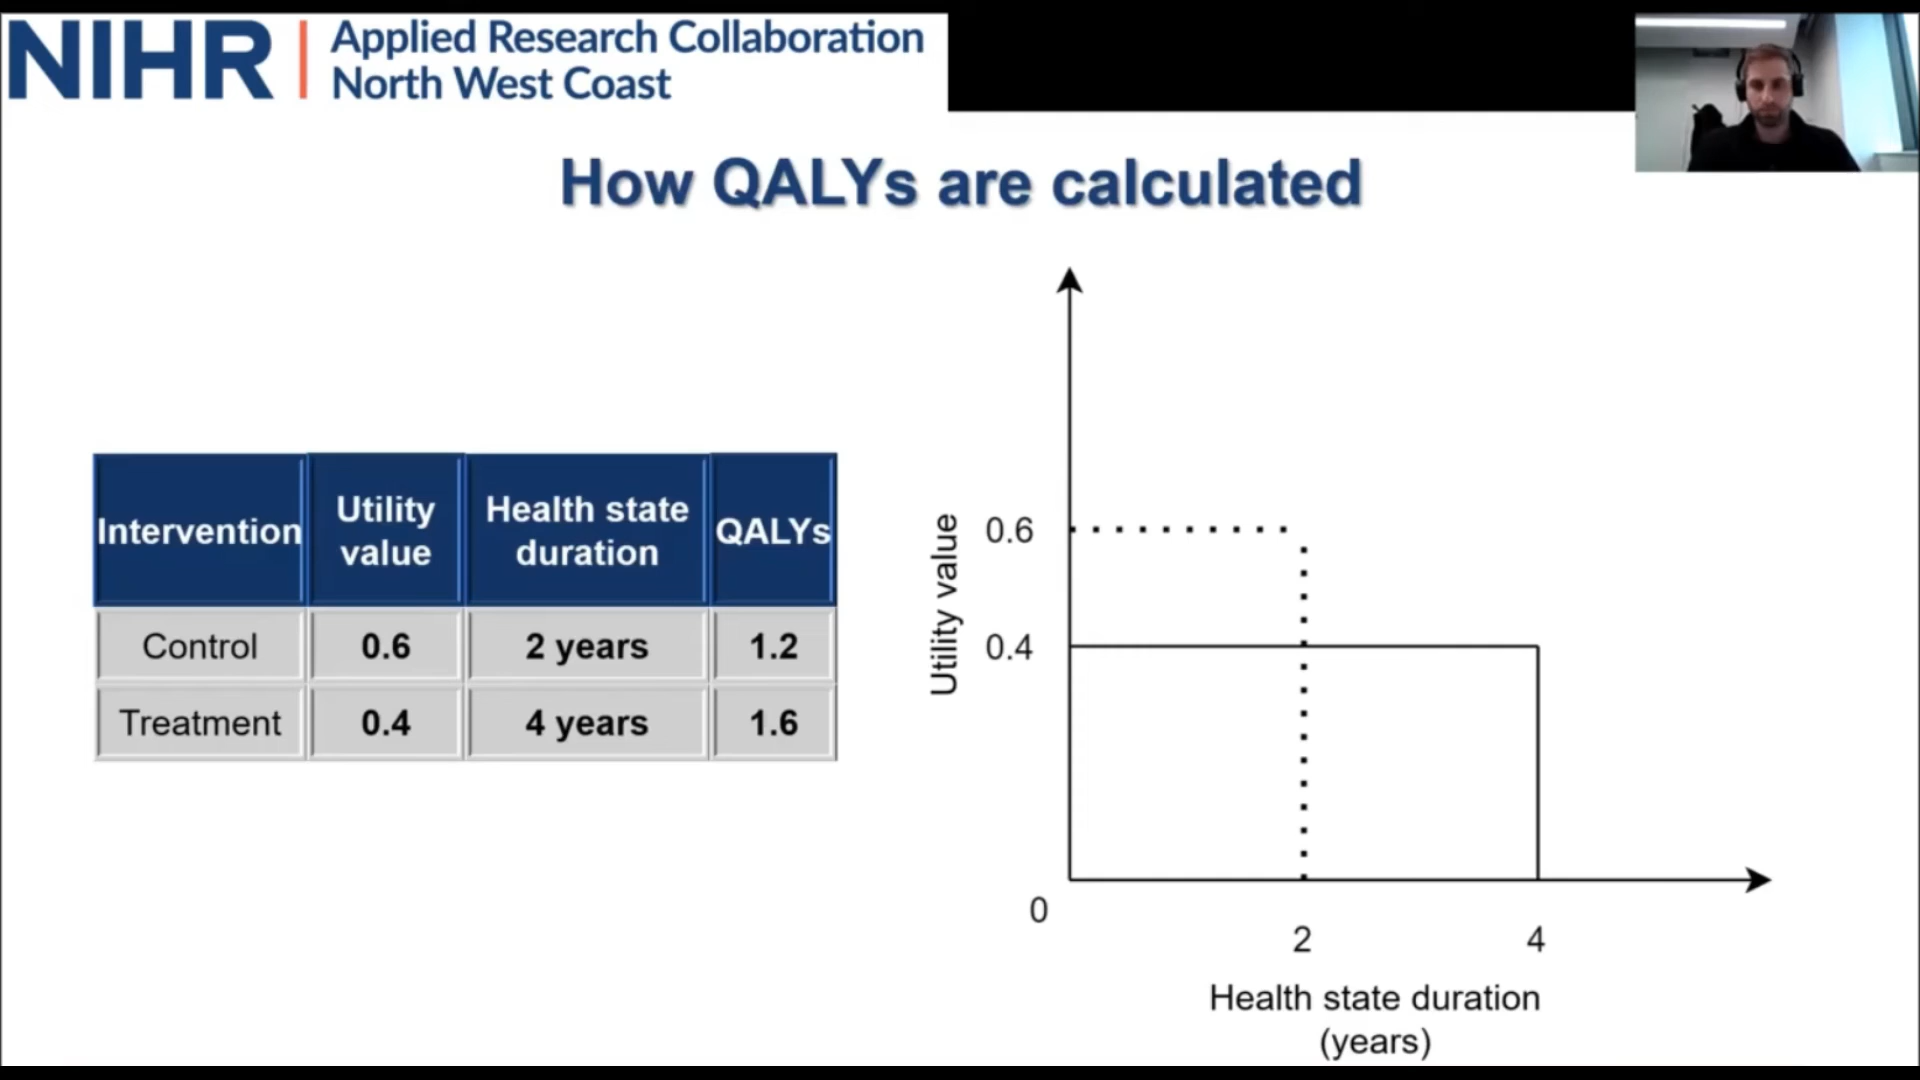 NIHR | Applied Research Collaboration
North West Coast
How QALYs are calculated
Intervention Utility value Health state duration QALYs
Control 0.6 2 years 1.2
Treatment 0.4 4 years 1.6
Utility value
0.6
0.4
0
2 4
Health state duration
(years)